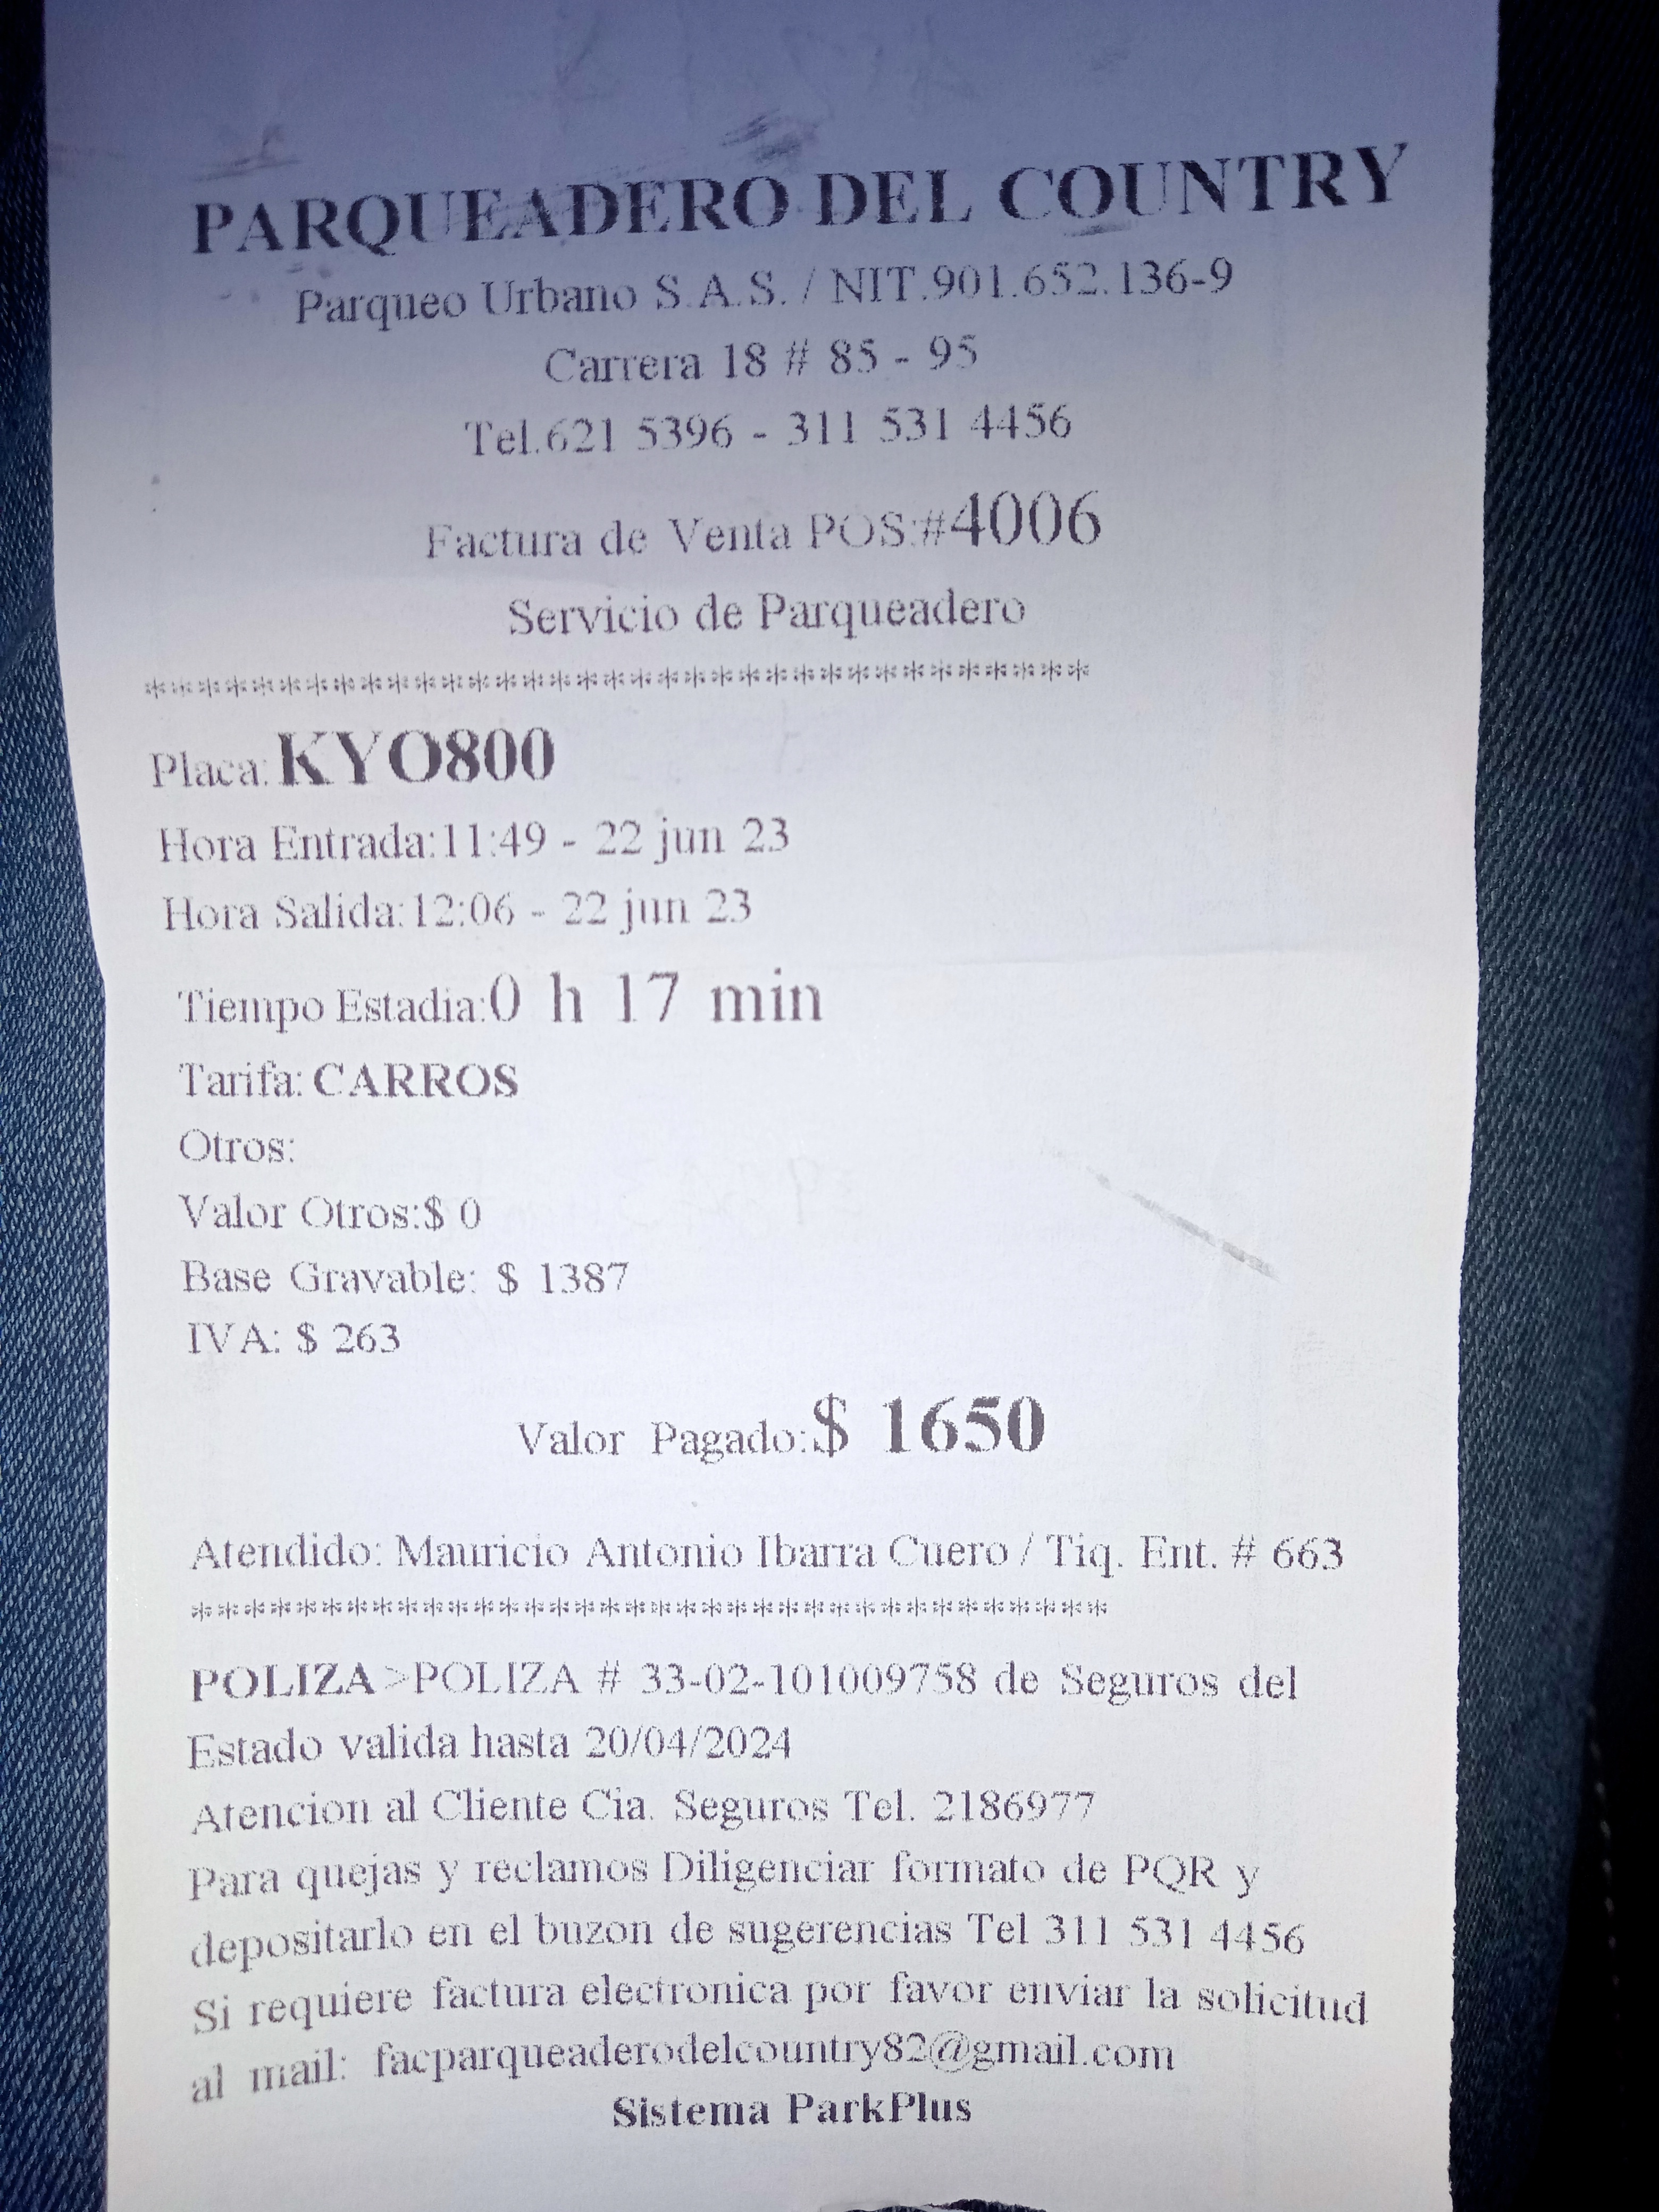 PARQUEADERO DEL COUNTRY
Parqueo Urbano S.A.S. / NIT.901.652.136-9
Carrera 18 # 85 - 95
Tel.621 5396 - 311 531 4456
Factura de Venta POS:#4006
Servicio de Parqueadero
***********************************
Placa:KYO800
Hora Entrada:11:49 - 22 jun 23
Hora Salida:12:06 - 22 jun 23
Tiempo Estadia:0 h 17 min
Tarifa: CARROS
Otros:
Valor Otros:$ 0
Base Gravable: $ 1387
IVA: $ 263
Valor Pagado:$ 1650
Atendido: Mauricio Antonio Ibarra Cuero / Tiq. Ent. # 663
************************************
POLIZA>POLIZA # 33-02-101009758 de Seguros del
Estado valida hasta 20/04/2024
Atencion al Cliente Cia. Seguros Tel. 2186977
Para quejas y reclamos Diligenciar formato de PQR y
depositarlo en el buzon de sugerencias Tel 311 531 4456
Si requiere factura electronica por favor enviar la solicitud
al mail: facparqueaderodelcountry82@gmail.com
Sistema ParkPlus